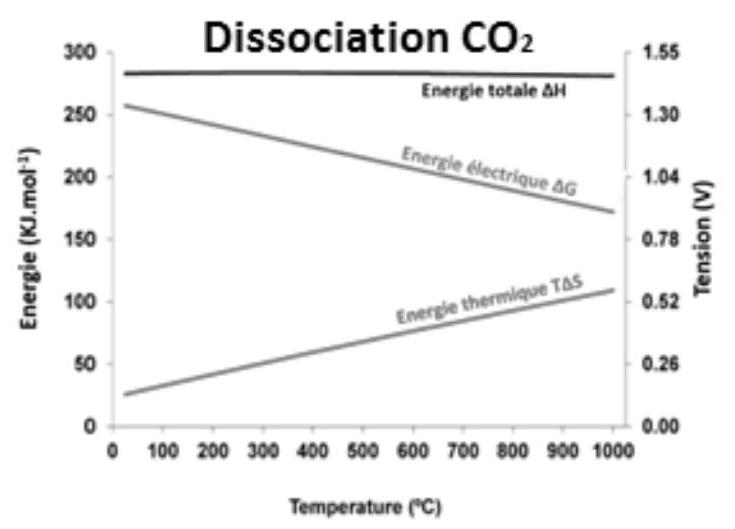 Dissociation CO₂
300
250
200
150
100
50
0
Energie (KJ.mol⁻¹)
1.55
1.30
1.04
0.78
0.52
0.26
0.00
Tension (V)
Energie totale ΔH
Energie électrique ΔG
Energie thermique TΔS
0 100 200 300 400 500 600 700 800 900 1000
Temperature (ºC)